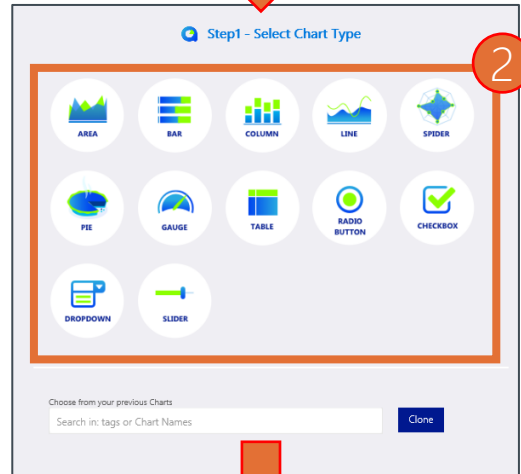 Step1 - Select Chart Type
2
AREA
BAR
COLUMN
LINE
SPIDER
PIE
GAUGE
TABLE
RADIO
BUTTON
CHECKBOX
DROPDOWN
SLIDER
Choose from your previous Charts
Search in: tags or Chart Names
Clone